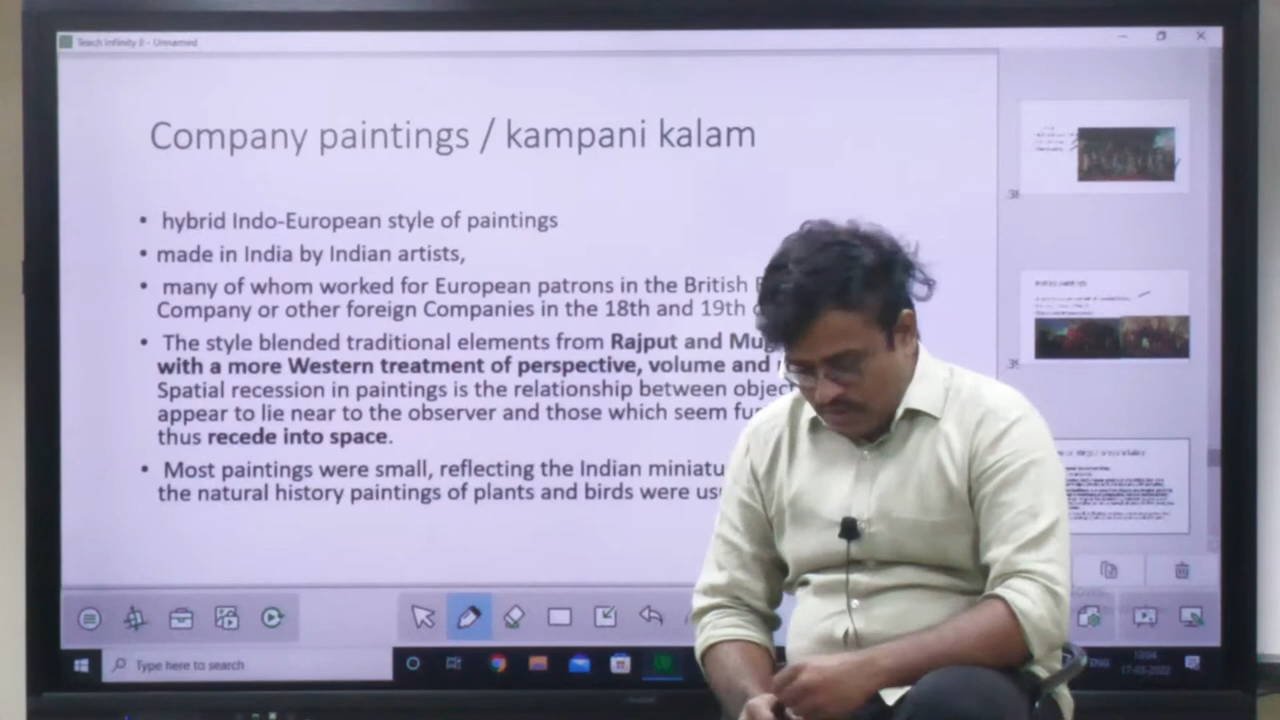 Teach Infinity - Unnamed
Company paintings / kampani kalam
• hybrid Indo-European style of paintings
• made in India by Indian artists,
• many of whom worked for European patrons in the British
Company or other foreign Companies in the 18th and 19th
• The style blended traditional elements from Rajput and
with a more Western treatment of perspective, volume and
Spatial recession in paintings is the relationship between
appear to lie near to the observer and those which seem
thus recede into space.
• Most paintings were small, reflecting the Indian
the natural history paintings of plants and birds were
Type here to search
ENG
17-03-2022